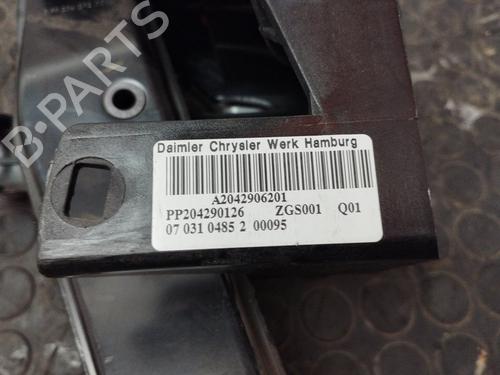 B-PARTS
Daimler Chrysler Werk Hamburg
A2042906201
PP204290126 ZGS001 Q01
07 031 0485 2 00095